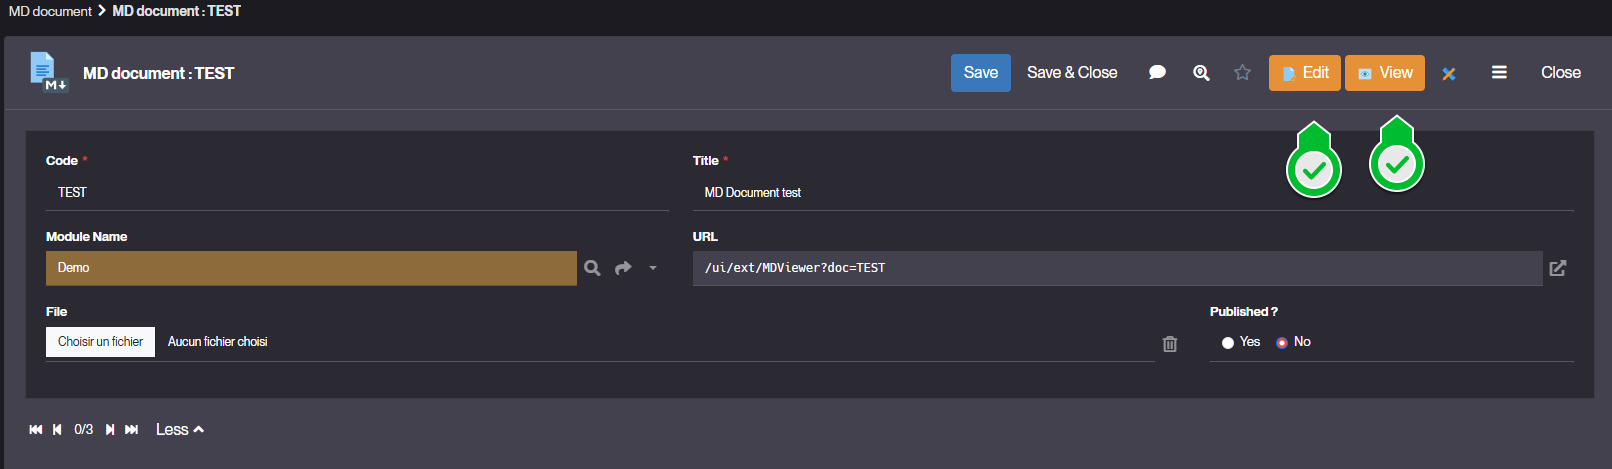 MD document > MD document : TEST
M↓ MD document : TEST Save Save & Close Edit View Close
Code * Title *
TEST MD Document test
Module Name URL
Demo /ui/ext/MDViewer?doc=TEST
File Published ?
Choisir un fichier Aucun fichier choisi Yes No
0/3 Less